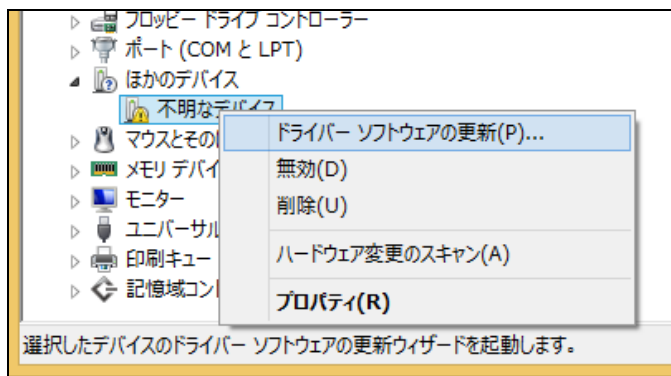 フロッピー ドライブ コントローラー
ポート (COM と LPT)
ほかのデバイス
不明なデバイス
マウスとその
メモリ デバイ
モニター
ユニバーサル
印刷キュー
記憶域コン
ドライバー ソフトウェアの更新(P)...
無効(D)
削除(U)
ハードウェア変更のスキャン(A)
プロパティ(R)
選択したデバイスのドライバー ソフトウェアの更新ウィザードを起動します。